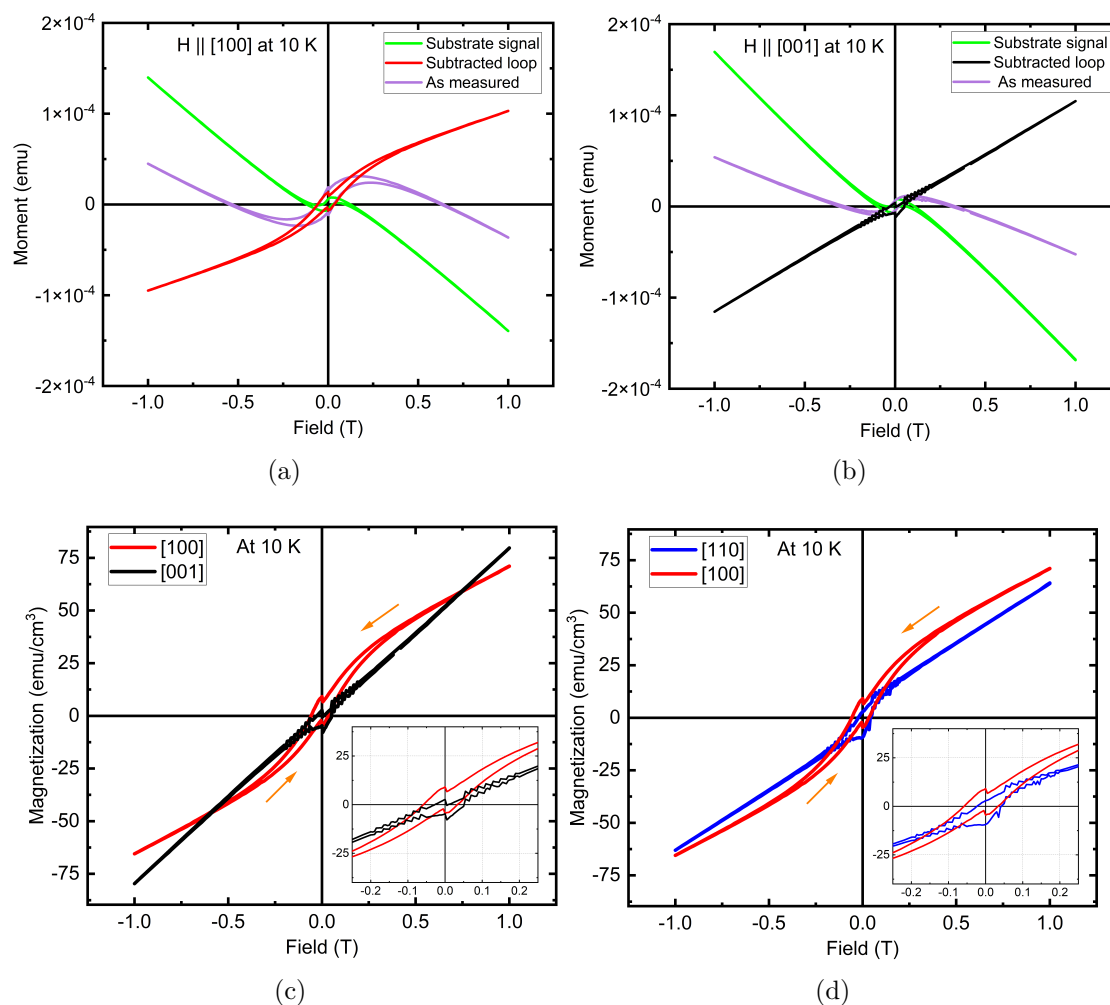 H || [100] at 10 K
Substrate signal
Subtracted loop
As measured
2×10⁻⁴
1×10⁻⁴
0
-1×10⁻⁴
-2×10⁻⁴
Moment (emu)
-1.0 -0.5 0.0 0.5 1.0
Field (T)
(a)
H || [001] at 10 K
Substrate signal
Subtracted loop
As measured
2×10⁻⁴
1×10⁻⁴
0
-1×10⁻⁴
-2×10⁻⁴
Moment (emu)
-1.0 -0.5 0.0 0.5 1.0
Field (T)
(b)
[100]
[001]
At 10 K
75
50
25
0
-25
-50
-75
Magnetization (emu/cm³)
25
0
-25
-0.2 -0.1 0.0 0.1 0.2
-1.0 -0.5 0.0 0.5 1.0
Field (T)
(c)
[110]
[100]
At 10 K
75
50
25
0
-25
-50
-75
Magnetization (emu/cm³)
25
0
-25
-0.2 -0.1 0.0 0.1 0.2
-1.0 -0.5 0.0 0.5 1.0
Field (T)
(d)